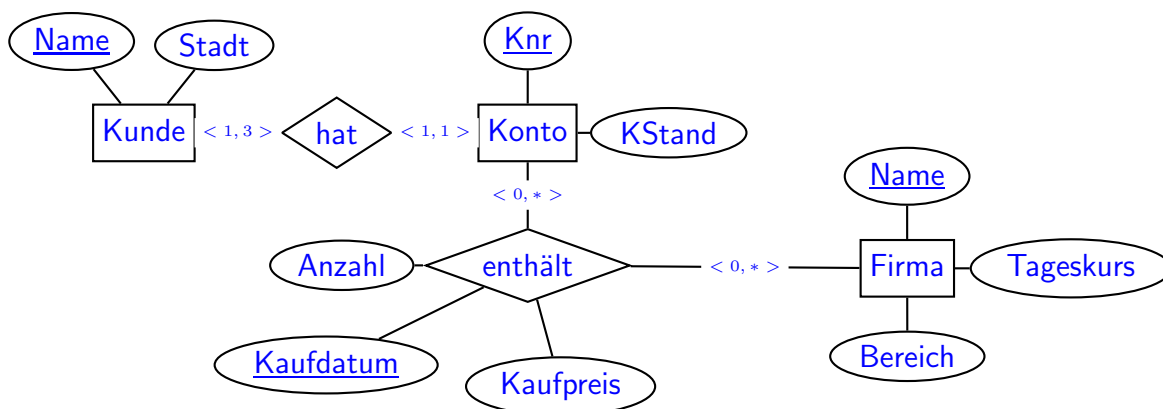 Name
Stadt
Knr
Kunde
< 1, 3 >
hat
< 1, 1 >
Konto
KStand
Name
< 0, * >
Anzahl
enthält
< 0, * >
Firma
Tageskurs
Kaufdatum
Kaufpreis
Bereich